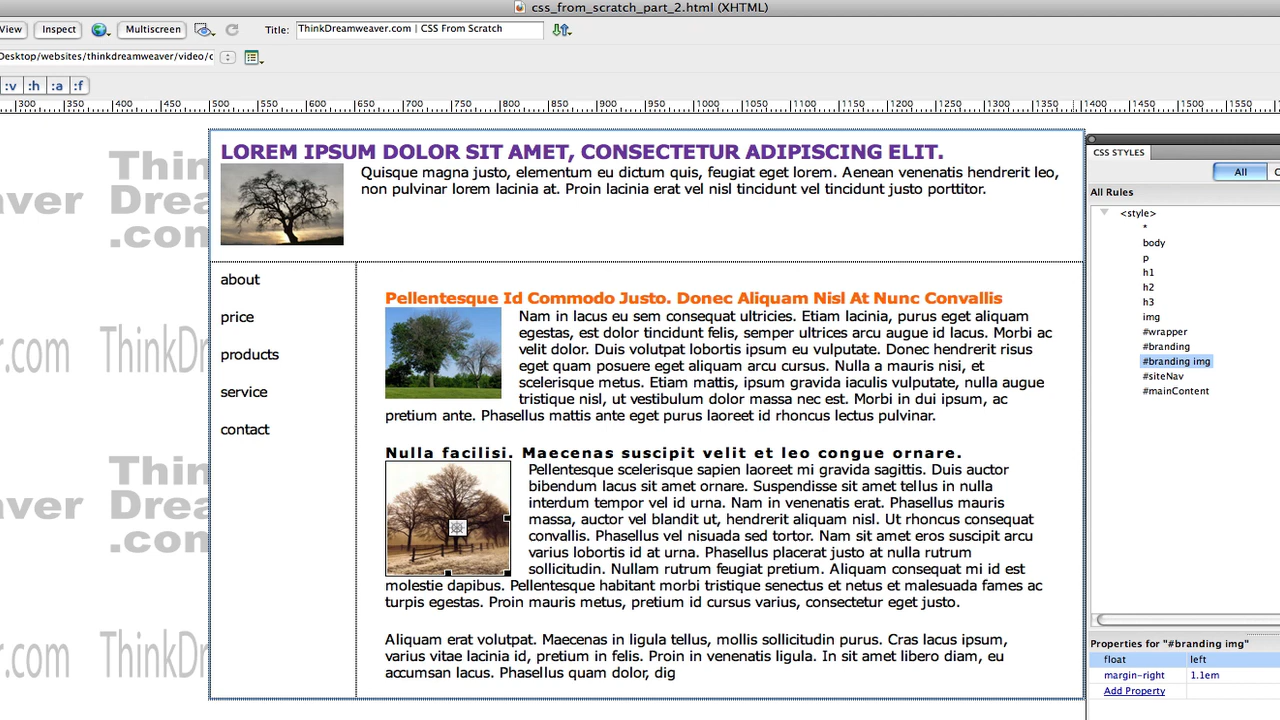 css_from_scratch_part_2.html (XHTML)
View Inspect Multiscreen Title: ThinkDreamweaver.com | CSS From Scratch
Desktop/websites/thinkdreamweaver/video/c
:v :h :a :f
300 350 400 450 500 550 600 650 700 750 800 850 900 950 1000 1050 1100 1150 1200 1250 1300 1350 1400 1450 1500 1550
LOREM IPSUM DOLOR SIT AMET, CONSECTETUR ADIPISCING ELIT.
Quisque magna justo, elementum eu dictum quis, feugiat eget lorem. Aenean venenatis hendrerit leo,
non pulvinar lorem lacinia at. Proin lacinia erat vel nisl tincidunt vel tincidunt justo porttitor.
about
price
products
service
contact
Pellentesque Id Commodo Justo. Donec Aliquam Nisl At Nunc Convallis
Nam in lacus eu sem consequat ultricies. Etiam lacinia, purus eget aliquam
egestas, est dolor tincidunt felis, semper ultrices arcu augue id lacus. Morbi ac
velit dolor. Duis volutpat lobortis ipsum eu vulputate. Donec hendrerit risus
eget quam posuere eget aliquam arcu cursus. Nulla a mauris nisi, et
scelerisque metus. Etiam mattis, ipsum gravida iaculis vulputate, nulla augue
tristique nisl, ut vestibulum dolor massa nec est. Morbi in dui ipsum, ac
pretium ante. Phasellus mattis ante eget purus laoreet id rhoncus lectus pulvinar.
Nulla facilisi. Maecenas suscipit velit et leo congue ornare.
Pellentesque scelerisque sapien laoreet mi gravida sagittis. Duis auctor
bibendum lacus sit amet ornare. Suspendisse sit amet tellus in nulla
interdum tempor vel id urna. Nam in venenatis erat. Phasellus mauris
massa, auctor vel blandit ut, hendrerit aliquam nisl. Ut rhoncus consequat
convallis. Phasellus vel nisuada sed tortor. Nam sit amet eros suscipit arcu
varius lobortis id at urna. Phasellus placerat justo at nulla rutrum
sollicitudin. Nullam rutrum feugiat pretium. Aliquam consequat mi id est
molestie dapibus. Pellentesque habitant morbi tristique senectus et netus et malesuada fames ac
turpis egestas. Proin mauris metus, pretium id cursus varius, consectetur eget justo.
Aliquam erat volutpat. Maecenas in ligula tellus, mollis sollicitudin purus. Cras lacus ipsum,
varius vitae lacinia id, pretium in felis. Proin in venenatis ligula. In sit amet libero diam, eu
accumsan lacus. Phasellus quam dolor, dig
Thin
aver Drea
.com
.com ThinkDr
Thin
aver Drea
.com
.com ThinkDr
CSS STYLES
All C
All Rules
<style>
*
body
p
h1
h2
h3
img
#wrapper
#branding
#branding img
#siteNav
#mainContent
Properties for "#branding img"
float left
margin-right 1.1em
Add Property